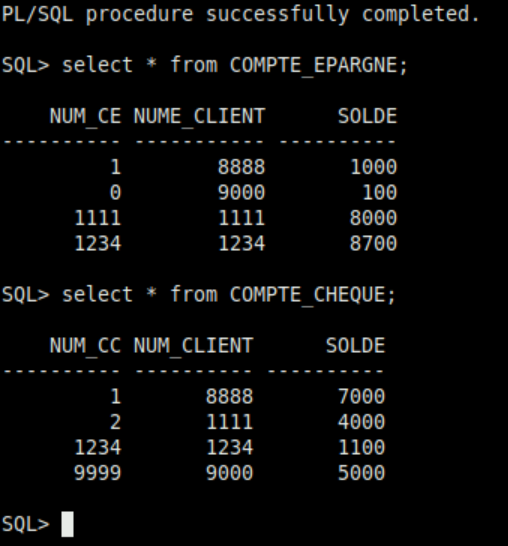 PL/SQL procedure successfully completed.
SQL> select * from COMPTE_EPARGNE;
NUM_CE NUME_CLIENT SOLDE
---------- ----------- ----------
1 8888 1000
0 9000 100
1111 1111 8000
1234 1234 8700
SQL> select * from COMPTE_CHEQUE;
NUM_CC NUM_CLIENT SOLDE
---------- ---------- ----------
1 8888 7000
2 1111 4000
1234 1234 1100
9999 9000 5000
SQL>